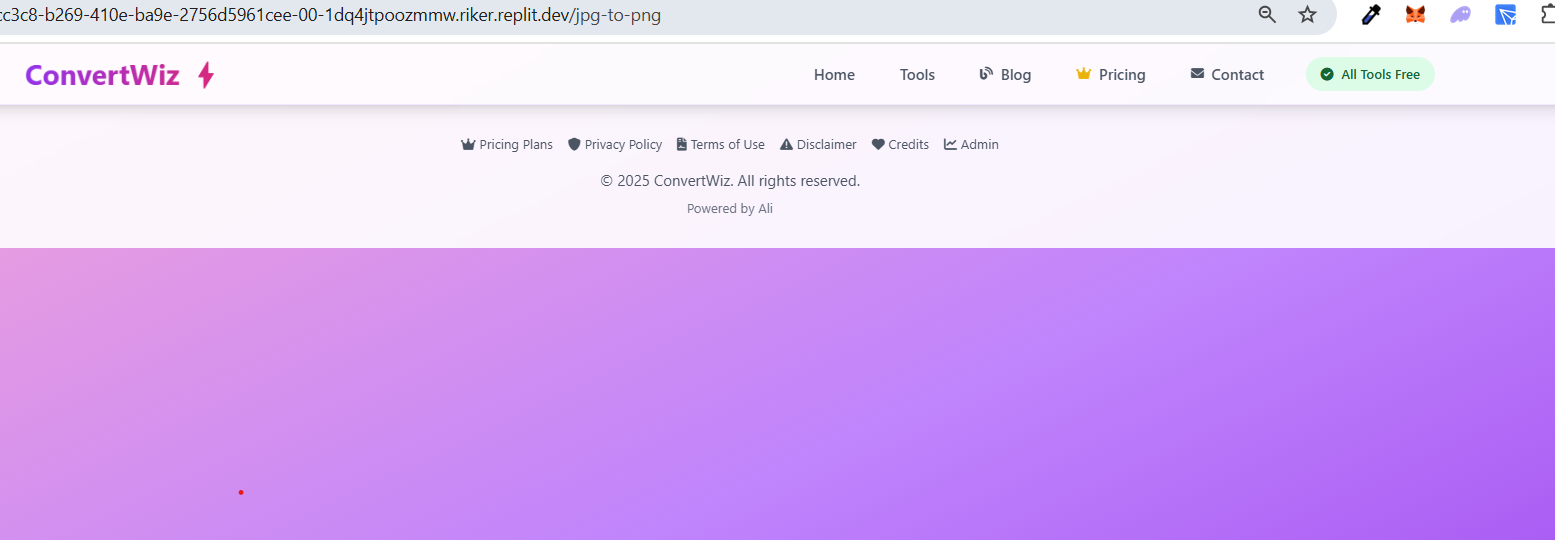 cc3c8-b269-410e-ba9e-2756d5961cee-00-1dq4jtpoozmmw.riker.replit.dev/jpg-to-png
ConvertWiz Home Tools Blog Pricing Contact All Tools Free
Pricing Plans Privacy Policy Terms of Use Disclaimer Credits Admin
© 2025 ConvertWiz. All rights reserved.
Powered by Ali